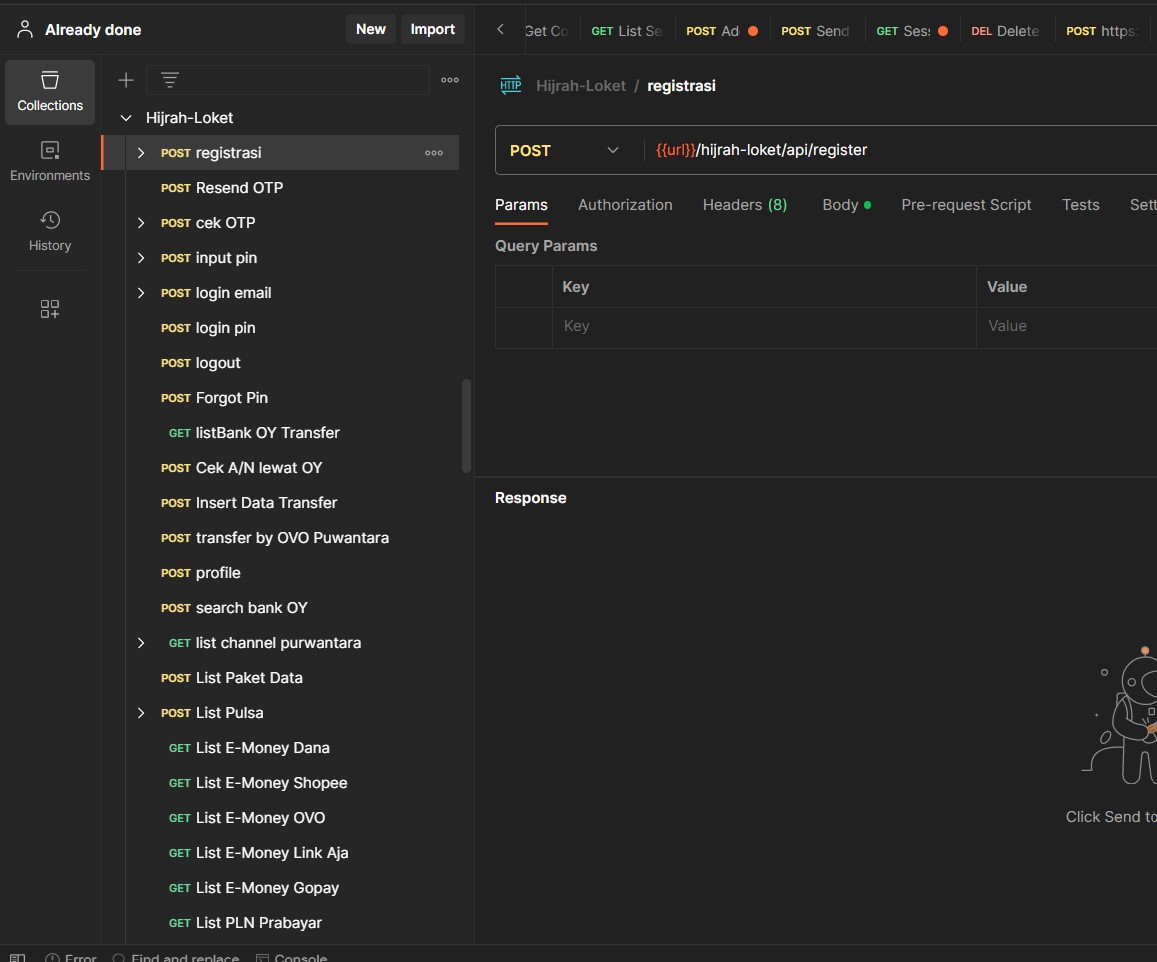 Already done
New
Import
Get Co
GET List Se
POST Ad
POST Send
GET Ses
DEL Delete
POST https:
Collections
Environments
History
Hijrah-Loket
POST registrasi
POST Resend OTP
POST cek OTP
POST input pin
POST login email
POST login pin
POST logout
POST Forgot Pin
GET listBank OY Transfer
POST Cek A/N lewat OY
POST Insert Data Transfer
POST transfer by OVO Puwantara
POST profile
POST search bank OY
GET list channel purwantara
POST List Paket Data
POST List Pulsa
GET List E-Money Dana
GET List E-Money Shopee
GET List E-Money OVO
GET List E-Money Link Aja
GET List E-Money Gopay
GET List PLN Prabayar
HTTP Hijrah-Loket / registrasi
POST {{url}}/hijrah-loket/api/register
Params Authorization Headers (8) Body Pre-request Script Tests Sett
Query Params
Key Value
Key Value
Response
Click Send to
Error Find and replace Console